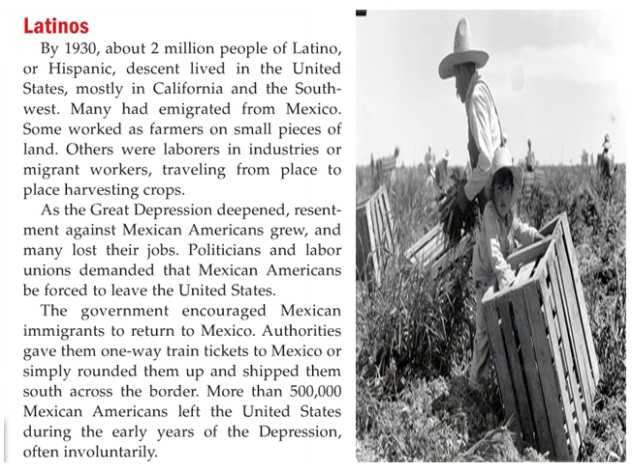 Latinos
By 1930, about 2 million people of Latino,
or Hispanic, descent lived in the United
States, mostly in California and the South-
west. Many had emigrated from Mexico.
Some worked as farmers on small pieces of
land. Others were laborers in industries or
migrant workers, traveling from place to
place harvesting crops.
As the Great Depression deepened, resent-
ment against Mexican Americans grew, and
many lost their jobs. Politicians and labor
unions demanded that Mexican Americans
be forced to leave the United States.
The government encouraged Mexican
immigrants to return to Mexico. Authorities
gave them one-way train tickets to Mexico or
simply rounded them up and shipped them
south across the border. More than 500,000
Mexican Americans left the United States
during the early years of the Depression,
often involuntarily.